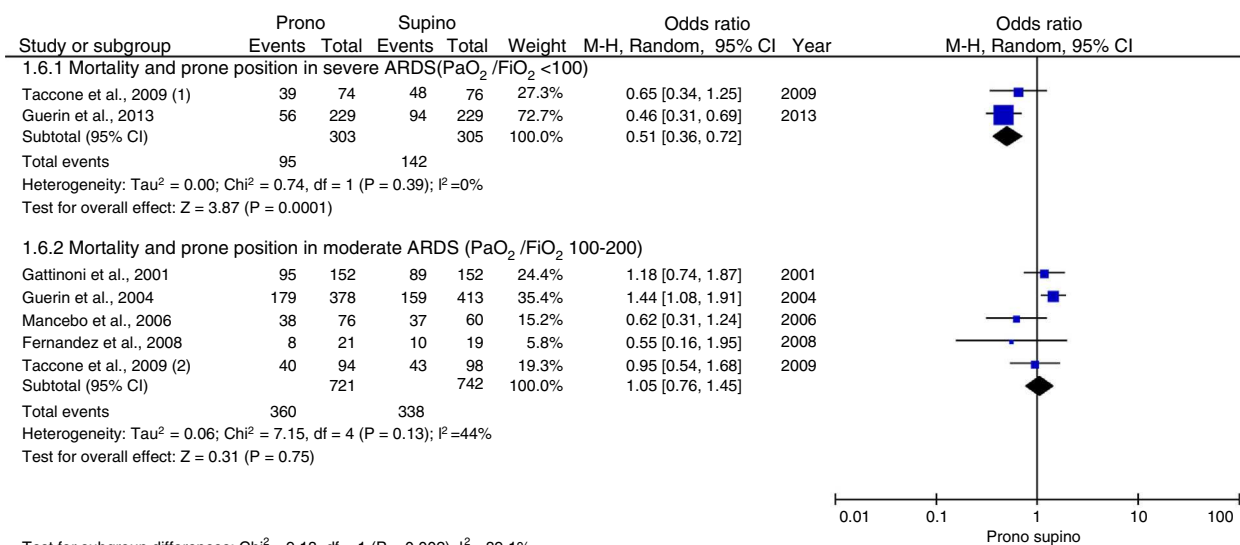 Prono Supino Odds ratio Odds ratio
Study or subgroup Events Total Events Total Weight M-H, Random, 95% CI Year M-H, Random, 95% CI
1.6.1 Mortality and prone position in severe ARDS(PaO2 /FiO2 <100)
Taccone et al., 2009 (1) 39 74 48 76 27.3% 0.65 [0.34, 1.25] 2009
Guerin et al., 2013 56 229 94 229 72.7% 0.46 [0.31, 0.69] 2013
Subtotal (95% CI) 303 305 100.0% 0.51 [0.36, 0.72]
Total events 95 142
Heterogeneity: Tau² = 0.00; Chi² = 0.74, df = 1 (P = 0.39); I² =0%
Test for overall effect: Z = 3.87 (P = 0.0001)
1.6.2 Mortality and prone position in moderate ARDS (PaO2 /FiO2 100-200)
Gattinoni et al., 2001 95 152 89 152 24.4% 1.18 [0.74, 1.87] 2001
Guerin et al., 2004 179 378 159 413 35.4% 1.44 [1.08, 1.91] 2004
Mancebo et al., 2006 38 76 37 60 15.2% 0.62 [0.31, 1.24] 2006
Fernandez et al., 2008 8 21 10 19 5.8% 0.55 [0.16, 1.95] 2008
Taccone et al., 2009 (2) 40 94 43 98 19.3% 0.95 [0.54, 1.68] 2009
Subtotal (95% CI) 721 742 100.0% 1.05 [0.76, 1.45]
Total events 360 338
Heterogeneity: Tau² = 0.06; Chi² = 7.15, df = 4 (P = 0.13); I² =44%
Test for overall effect: Z = 0.31 (P = 0.75)
0.01 0.1 1 10 100
Prono supino
Test for subgroup differences: Chi² df = 1 (P